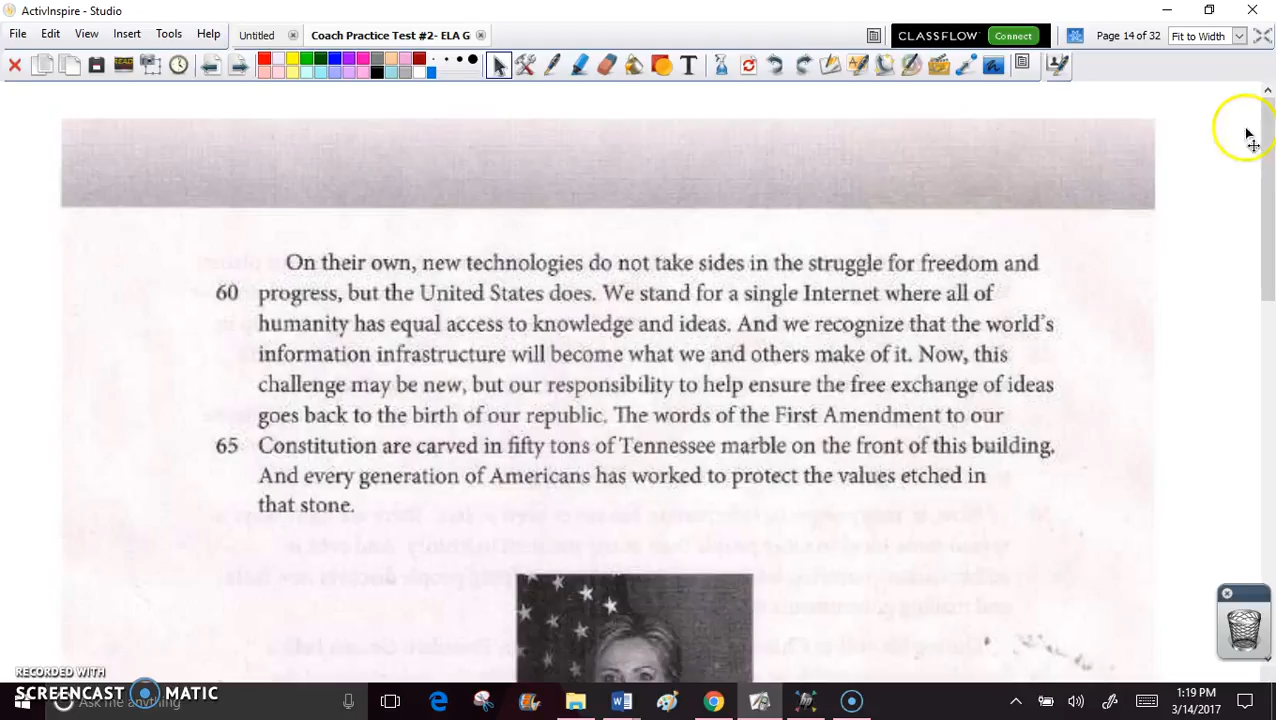 ActivInspire - Studio
File Edit View Insert Tools Help Untitled Coach Practice Test #2- ELA G CLASSFLOW Connect Page 14 of 32 Fit to Width
On their own, new technologies do not take sides in the struggle for freedom and
60 progress, but the United States does. We stand for a single Internet where all of
humanity has equal access to knowledge and ideas. And we recognize that the world's
information infrastructure will become what we and others make of it. Now, this
challenge may be new, but our responsibility to help ensure the free exchange of ideas
goes back to the birth of our republic. The words of the First Amendment to our
65 Constitution are carved in fifty tons of Tennessee marble on the front of this building.
And every generation of Americans has worked to protect the values etched in
that stone.
RECORDED WITH
SCREENCAST MATIC
Ask me anything
1:19 PM
3/14/2017